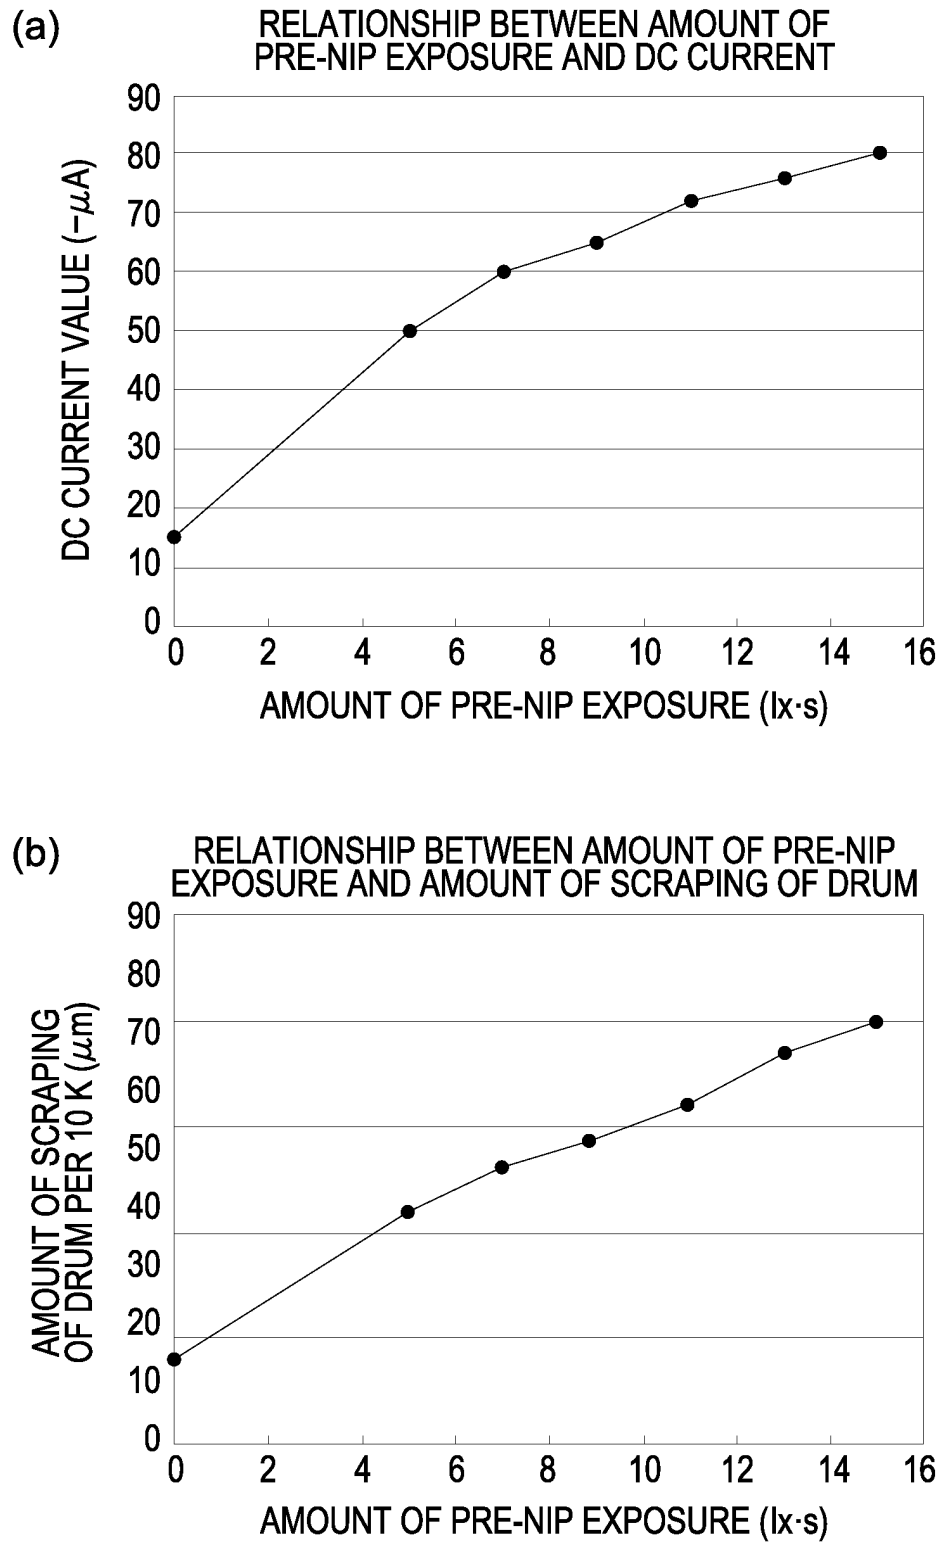 (a)
RELATIONSHIP BETWEEN AMOUNT OF
PRE-NIP EXPOSURE AND DC CURRENT
DC CURRENT VALUE (−μA)
90
80
70
60
50
40
30
20
10
0
0 2 4 6 8 10 12 14 16
AMOUNT OF PRE-NIP EXPOSURE (lx·s)
(b)
RELATIONSHIP BETWEEN AMOUNT OF PRE-NIP
EXPOSURE AND AMOUNT OF SCRAPING OF DRUM
AMOUNT OF SCRAPING
OF DRUM PER 10 K (μm)
90
80
70
60
50
40
30
20
10
0
0 2 4 6 8 10 12 14 16
AMOUNT OF PRE-NIP EXPOSURE (lx·s)